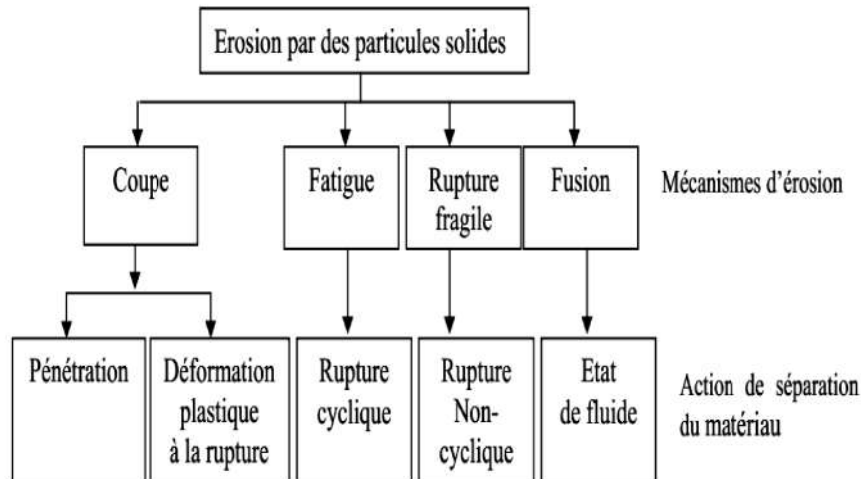 Erosion par des particules solides
Coupe
Fatigue
Rupture
fragile
Fusion
Mécanismes d'érosion
Pénétration
Déformation
plastique
à la rupture
Rupture
cyclique
Rupture
Non-
cyclique
Etat
de fluide
Action de séparation
du matériau